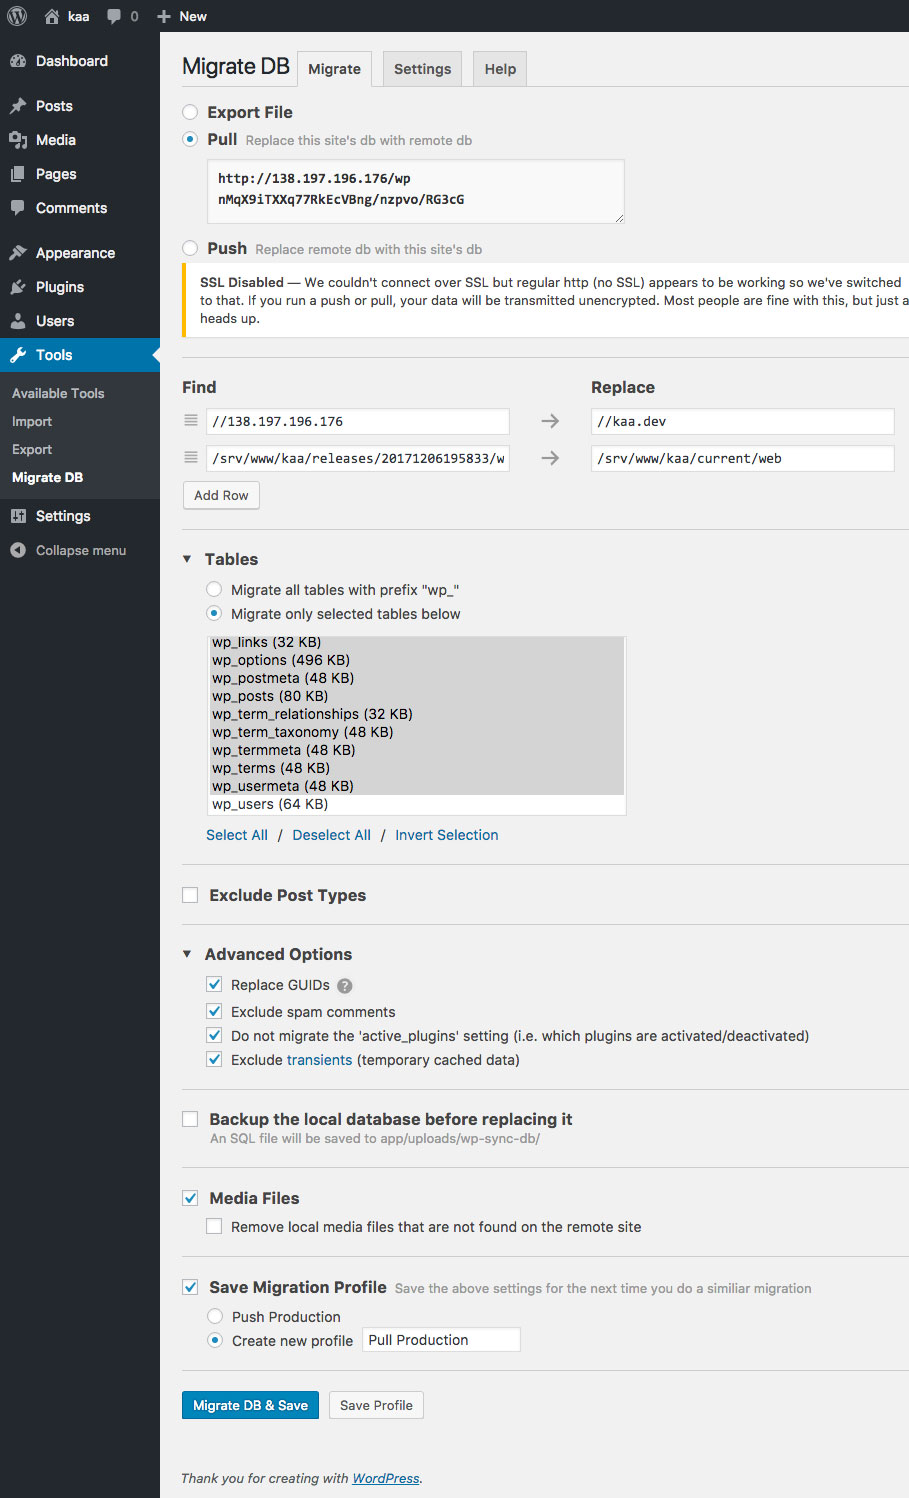 kaa 0 New
Dashboard
Posts
Media
Pages
Comments
Appearance
Plugins
Users
Tools
Available Tools
Import
Export
Migrate DB
Settings
Collapse menu
Migrate DB Migrate Settings Help
Export File
Pull Replace this site's db with remote db
http://138.197.196.176/wp
nMqX9iTXXq77RkEcVBng/nzpvo/RG3cG
Push Replace remote db with this site's db
SSL Disabled — We couldn't connect over SSL but regular http (no SSL) appears to be working so we've switched
to that. If you run a push or pull, your data will be transmitted unencrypted. Most people are fine with this, but just a
heads up.
Find Replace
//138.197.196.176 → //kaa.dev
/srv/www/kaa/releases/20171206195833/w → /srv/www/kaa/current/web
Add Row
Tables
Migrate all tables with prefix "wp_"
Migrate only selected tables below
wp_links (32 KB)
wp_options (496 KB)
wp_postmeta (48 KB)
wp_posts (80 KB)
wp_term_relationships (32 KB)
wp_term_taxonomy (48 KB)
wp_termmeta (48 KB)
wp_terms (48 KB)
wp_usermeta (48 KB)
wp_users (64 KB)
Select All / Deselect All / Invert Selection
Exclude Post Types
Advanced Options
Replace GUIDs ?
Exclude spam comments
Do not migrate the 'active_plugins' setting (i.e. which plugins are activated/deactivated)
Exclude transients (temporary cached data)
Backup the local database before replacing it
An SQL file will be saved to app/uploads/wp-sync-db/
Media Files
Remove local media files that are not found on the remote site
Save Migration Profile Save the above settings for the next time you do a similiar migration
Push Production
Create new profile Pull Production
Migrate DB & Save Save Profile
Thank you for creating with WordPress.